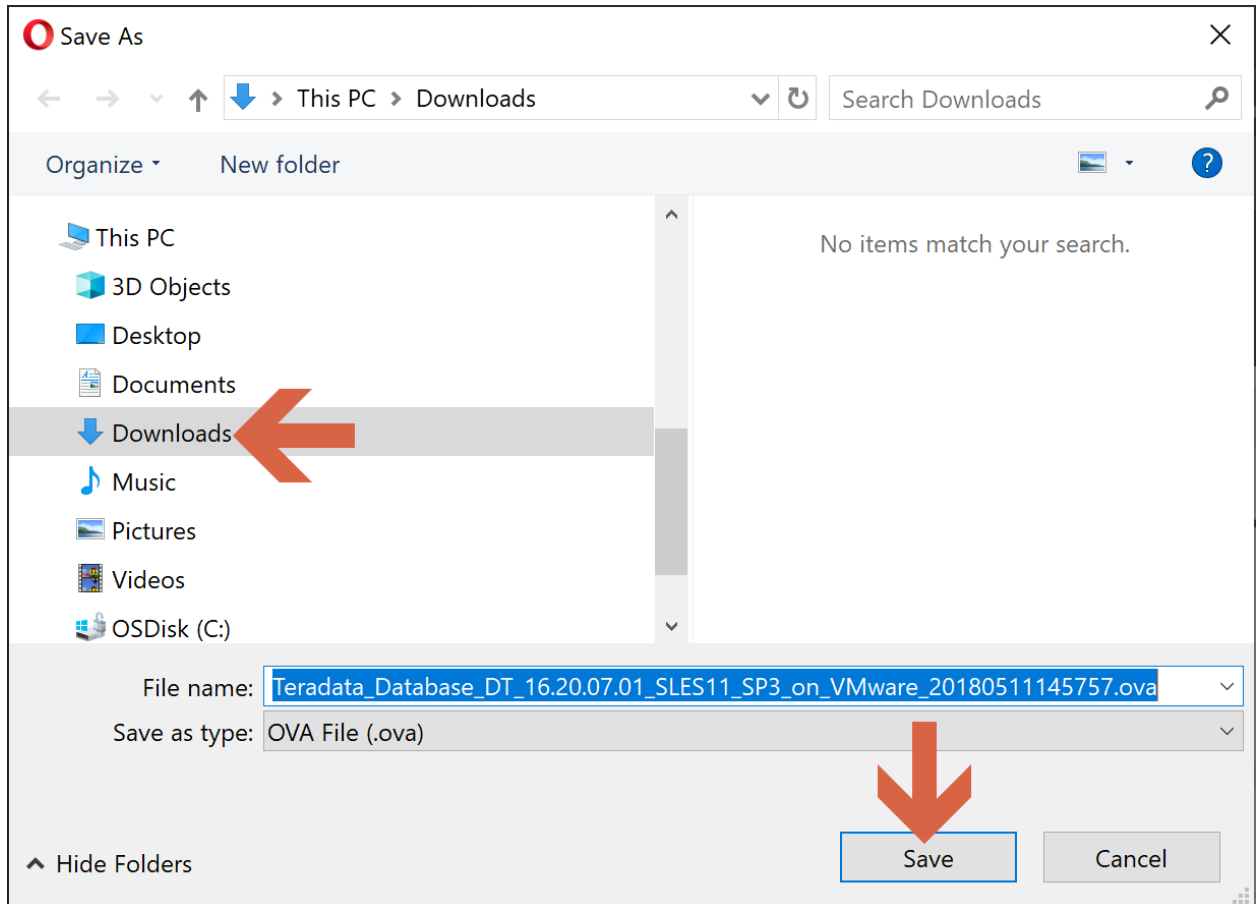 Save As
This PC > Downloads
Search Downloads
Organize
New folder
?
This PC
3D Objects
Desktop
Documents
Downloads
Music
Pictures
Videos
OSDisk (C:)
No items match your search.
File name: Teradata_Database_DT_16.20.07.01_SLES11_SP3_on_VMware_20180511145757.ova
Save as type: OVA File (.ova)
Hide Folders
Save
Cancel